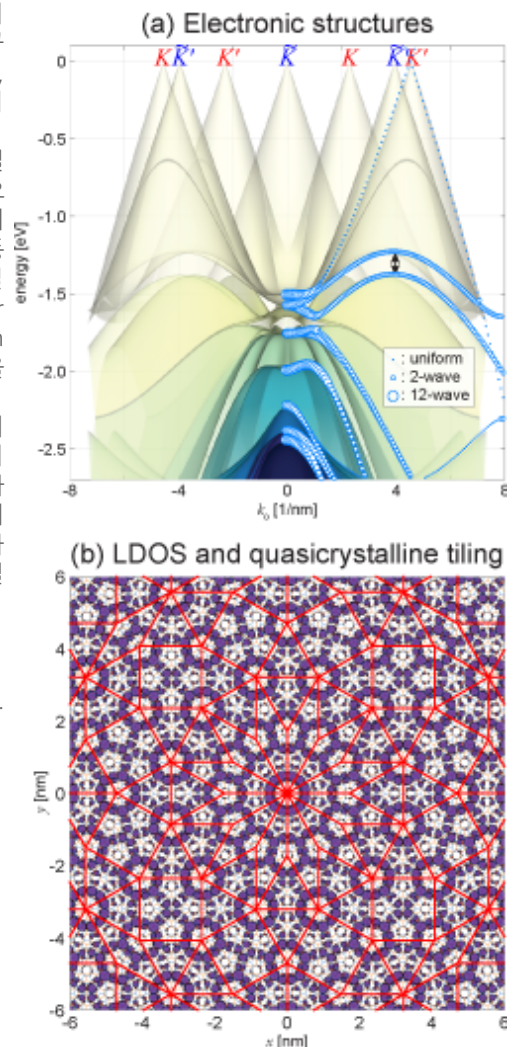 (a) Electronic structures
K K̃' K' K̃ K K̃' K'
0
-0.5
-1.0
-1.5
-2.0
-2.5
energy [eV]
: uniform
: 2-wave
: 12-wave
-8 -4 0 4 8
k₀ [1/nm]
(b) LDOS and quasicrystalline tiling
6
4
2
0
-2
-4
-6
y [nm]
-6 -4 -2 0 2 4 6
x [nm]